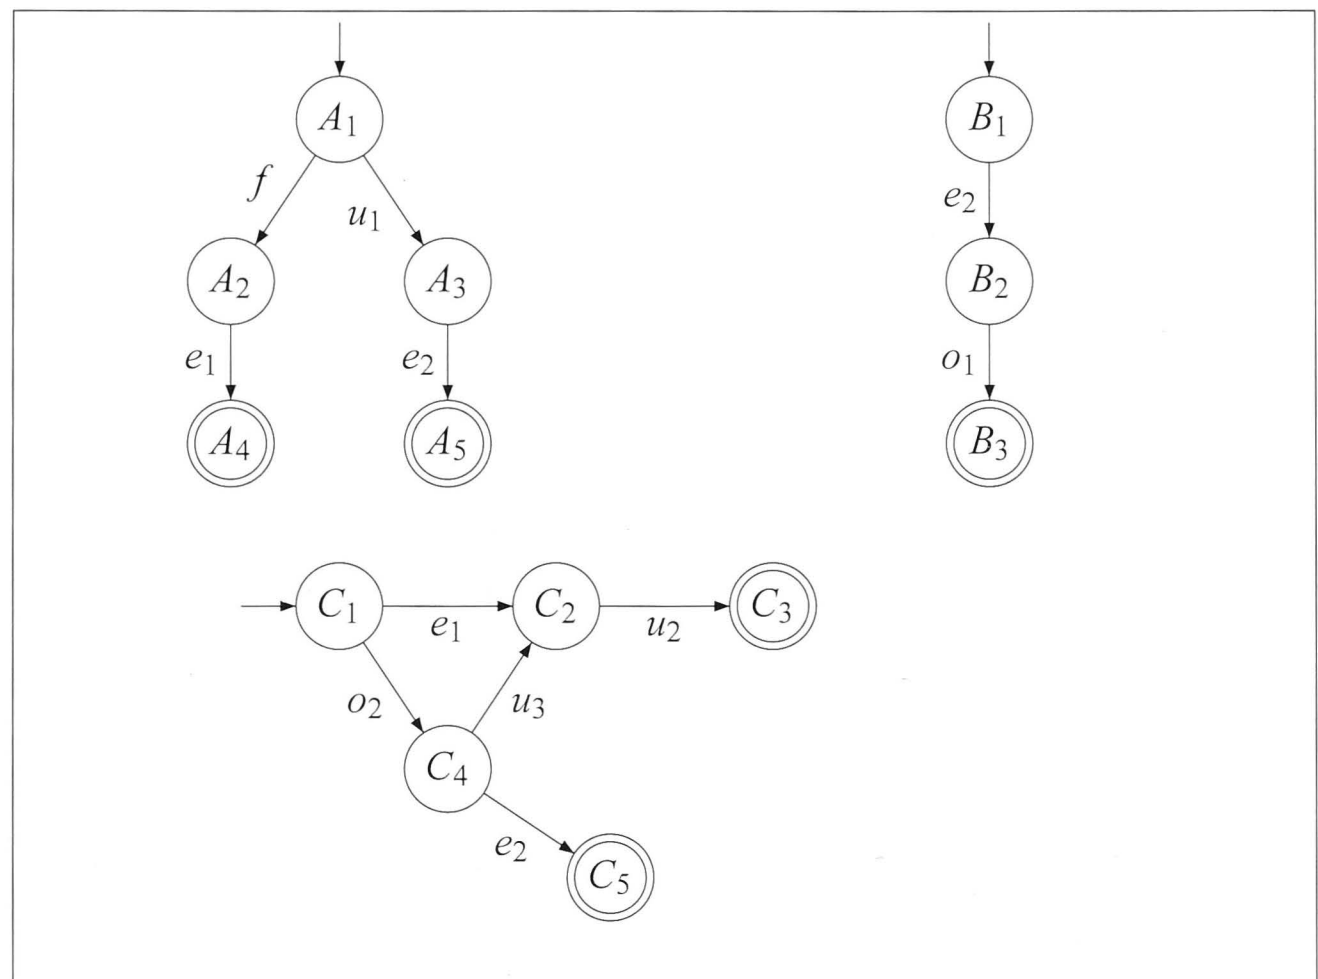 A₁ B₁
f u₁ e₂
A₂ A₃ B₂
e₁ e₂ o₁
A₄ A₅ B₃
C₁ e₁ C₂ u₂ C₃
o₂ u₃
C₄
e₂
C₅